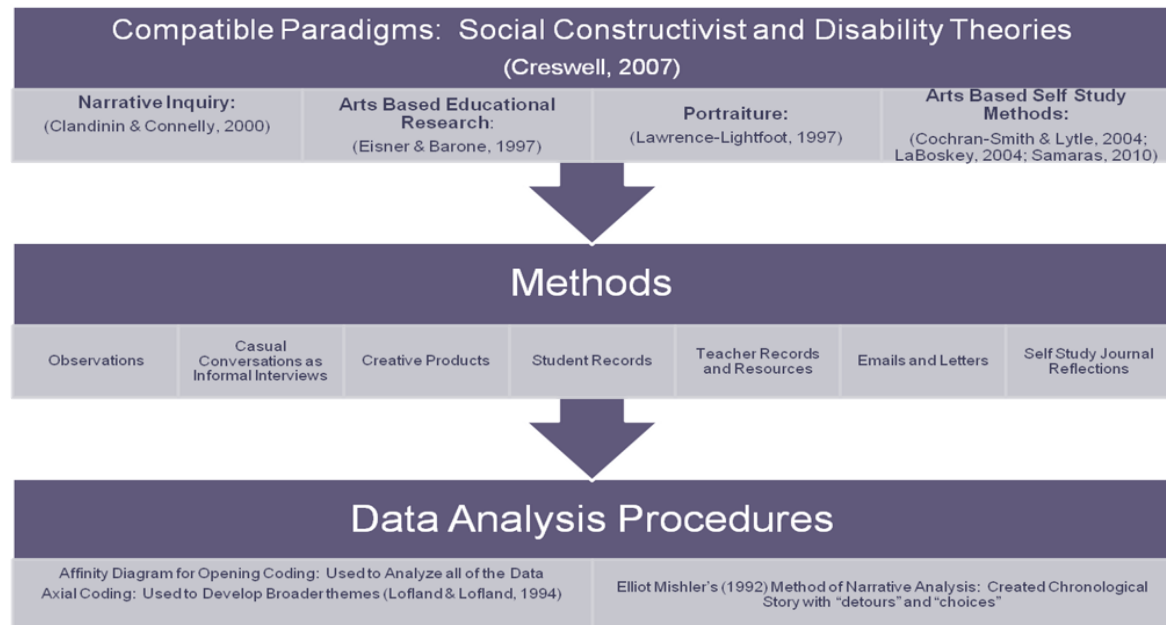 Compatible Paradigms: Social Constructivist and Disability Theories
(Creswell, 2007)
Narrative Inquiry:
(Clandinin & Connelly, 2000)
Arts Based Educational
Research:
(Eisner & Barone, 1997)
Portraiture:
(Lawrence-Lightfoot, 1997)
Arts Based Self Study
Methods:
(Cochran-Smith & Lytle, 2004;
LaBoskey, 2004; Samaras, 2010)
Methods
Observations
Casual
Conversations as
Informal Interviews
Creative Products
Student Records
Teacher Records
and Resources
Emails and Letters
Self Study Journal
Reflections
Data Analysis Procedures
Affinity Diagram for Opening Coding: Used to Analyze all of the Data
Axial Coding: Used to Develop Broader themes (Lofland & Lofland, 1994)
Elliot Mishler's (1992) Method of Narrative Analysis: Created Chronological
Story with “detours” and “choices”